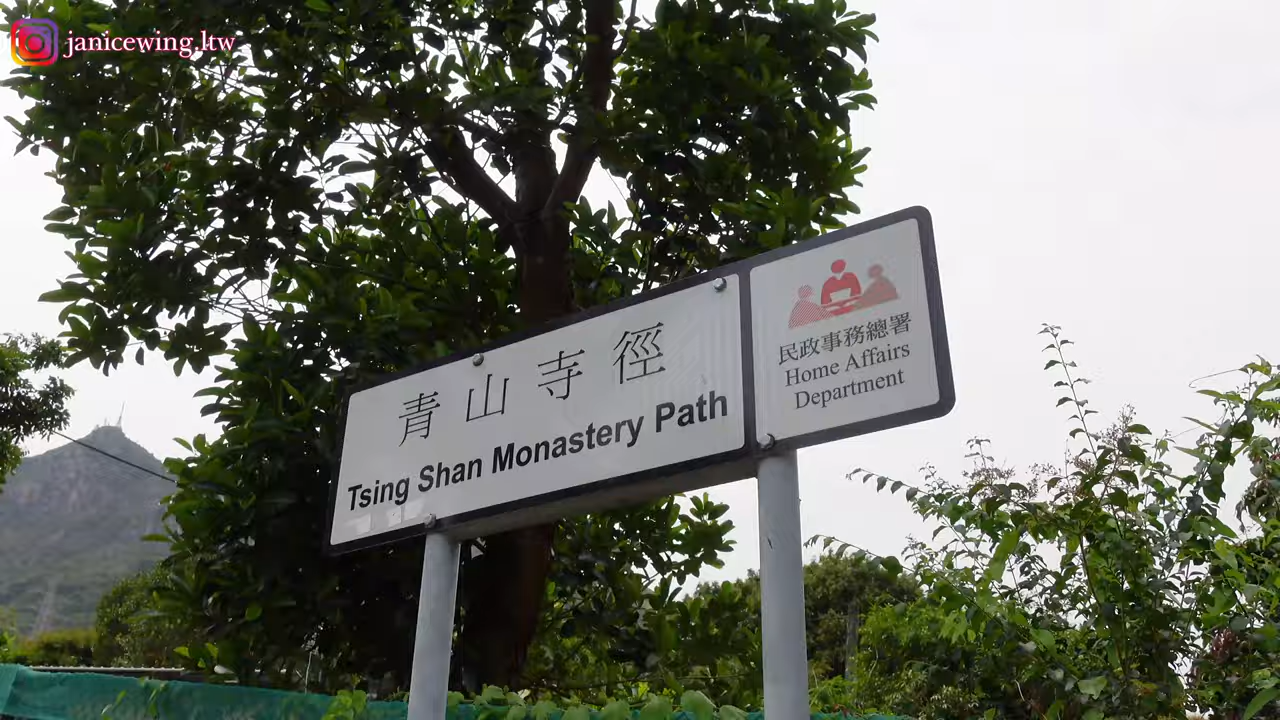 janicewing.ltw
青山寺徑
Tsing Shan Monastery Path
民政事務總署
Home Affairs
Department